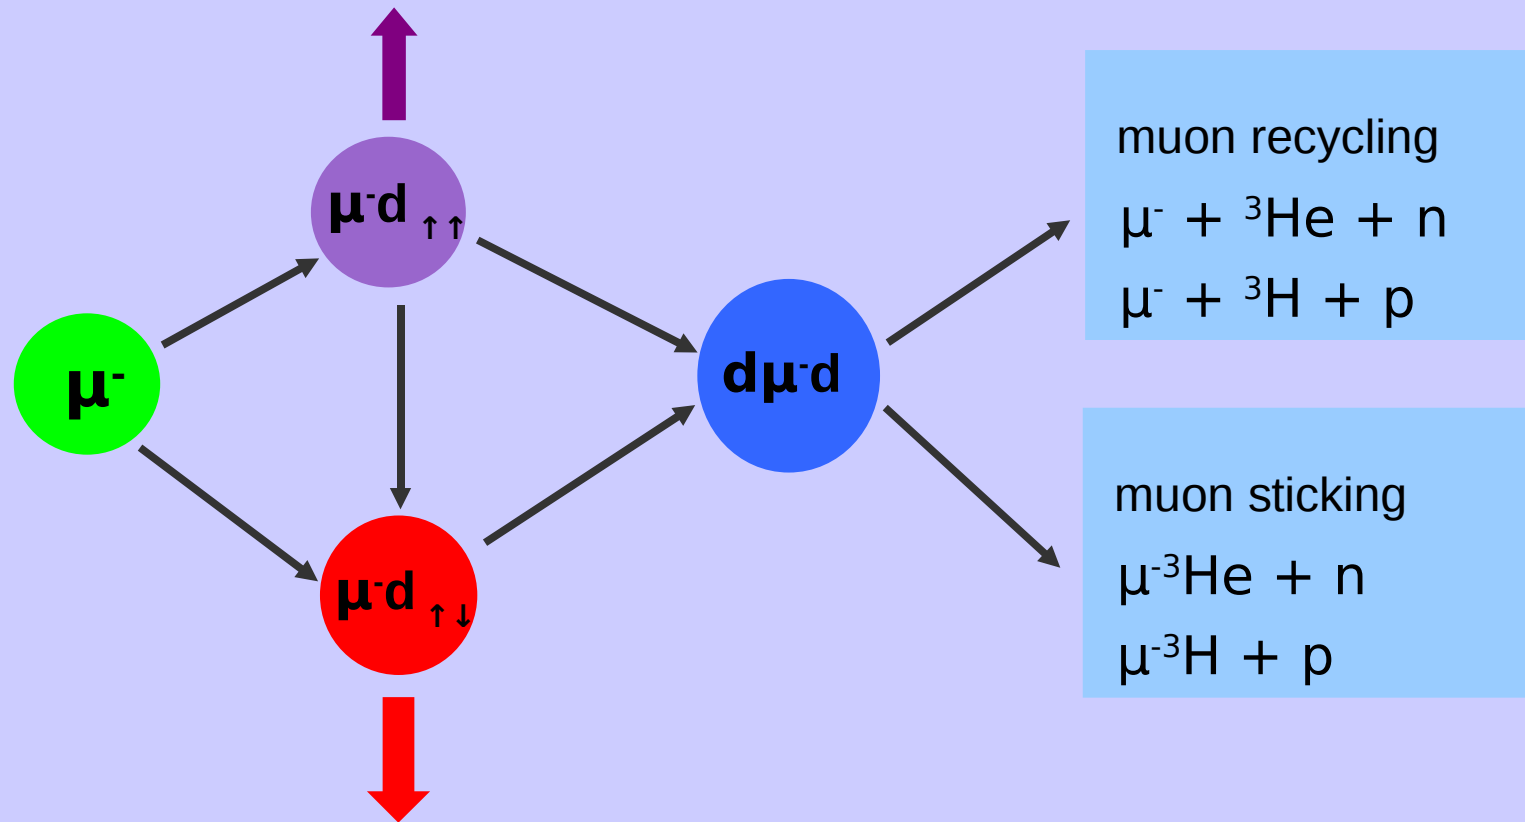 μ⁻
μ⁻d ↑↑
μ⁻d ↑↓
dμ⁻d
muon recycling
μ⁻ + ³He + n
μ⁻ + ³H + p
muon sticking
μ⁻³He + n
μ⁻³H + p